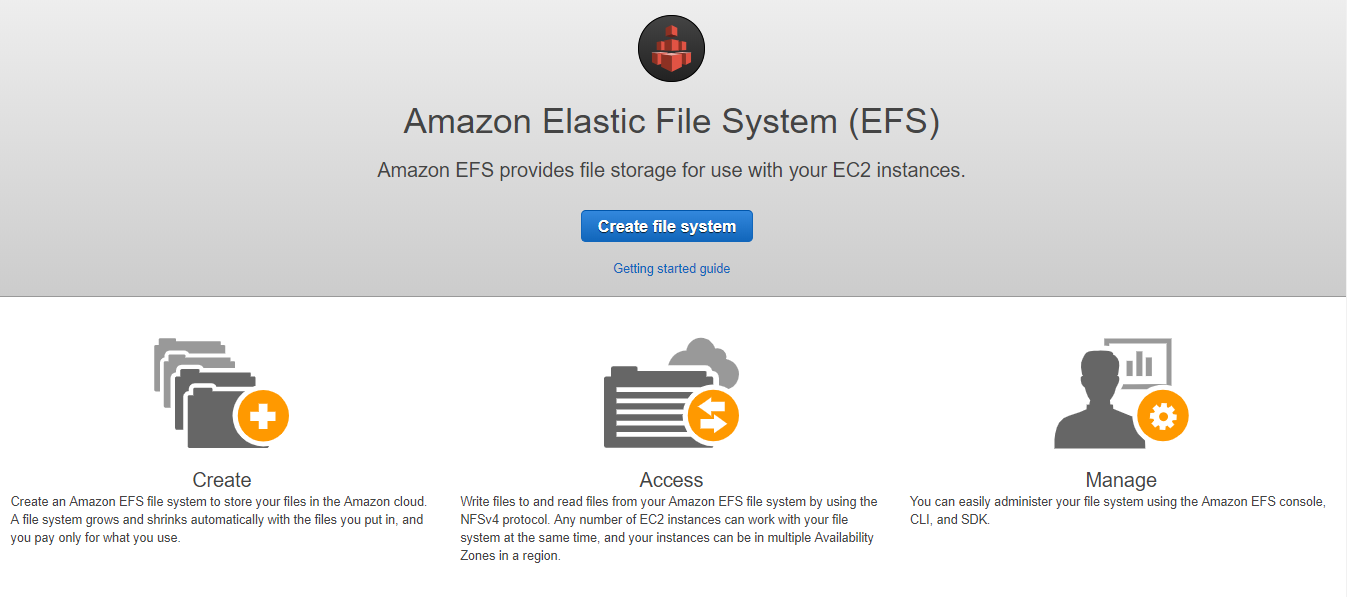 Amazon Elastic File System (EFS)
Amazon EFS provides file storage for use with your EC2 instances.
Create file system
Getting started guide
Create
Create an Amazon EFS file system to store your files in the Amazon cloud.
A file system grows and shrinks automatically with the files you put in, and
you pay only for what you use.
Access
Write files to and read files from your Amazon EFS file system by using the
NFSv4 protocol. Any number of EC2 instances can work with your file
system at the same time, and your instances can be in multiple Availability
Zones in a region.
Manage
You can easily administer your file system using the Amazon EFS console,
CLI, and SDK.